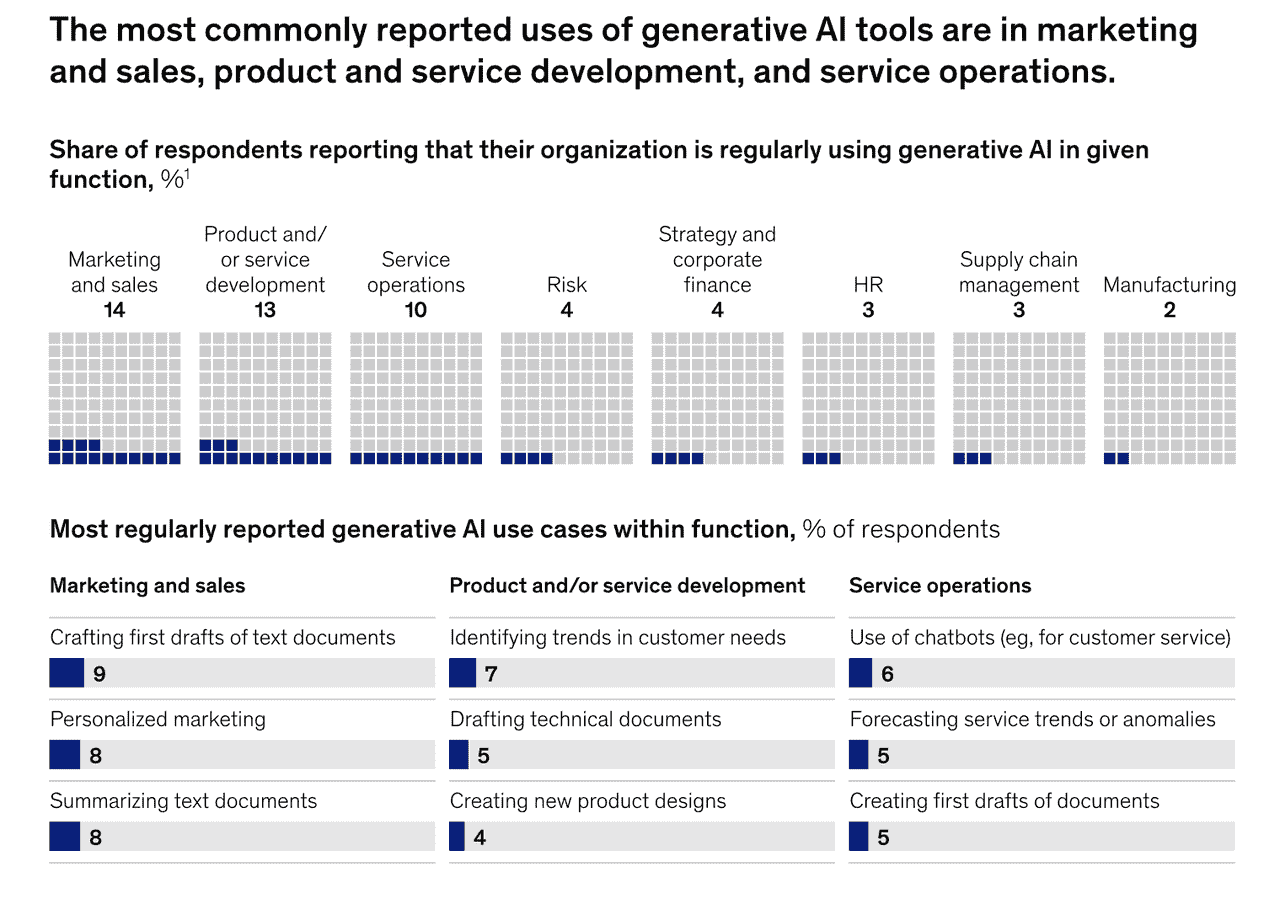 The most commonly reported uses of generative AI tools are in marketing
and sales, product and service development, and service operations.
Share of respondents reporting that their organization is regularly using generative AI in given
function, %¹
Marketing
and sales
14
Product and/
or service
development
13
Service
operations
10
Risk
4
Strategy and
corporate
finance
4
HR
3
Supply chain
management
3
Manufacturing
2
Most regularly reported generative AI use cases within function, % of respondents
Marketing and sales
Crafting first drafts of text documents
9
Personalized marketing
8
Summarizing text documents
8
Product and/or service development
Identifying trends in customer needs
7
Drafting technical documents
5
Creating new product designs
4
Service operations
Use of chatbots (eg, for customer service)
6
Forecasting service trends or anomalies
5
Creating first drafts of documents
5